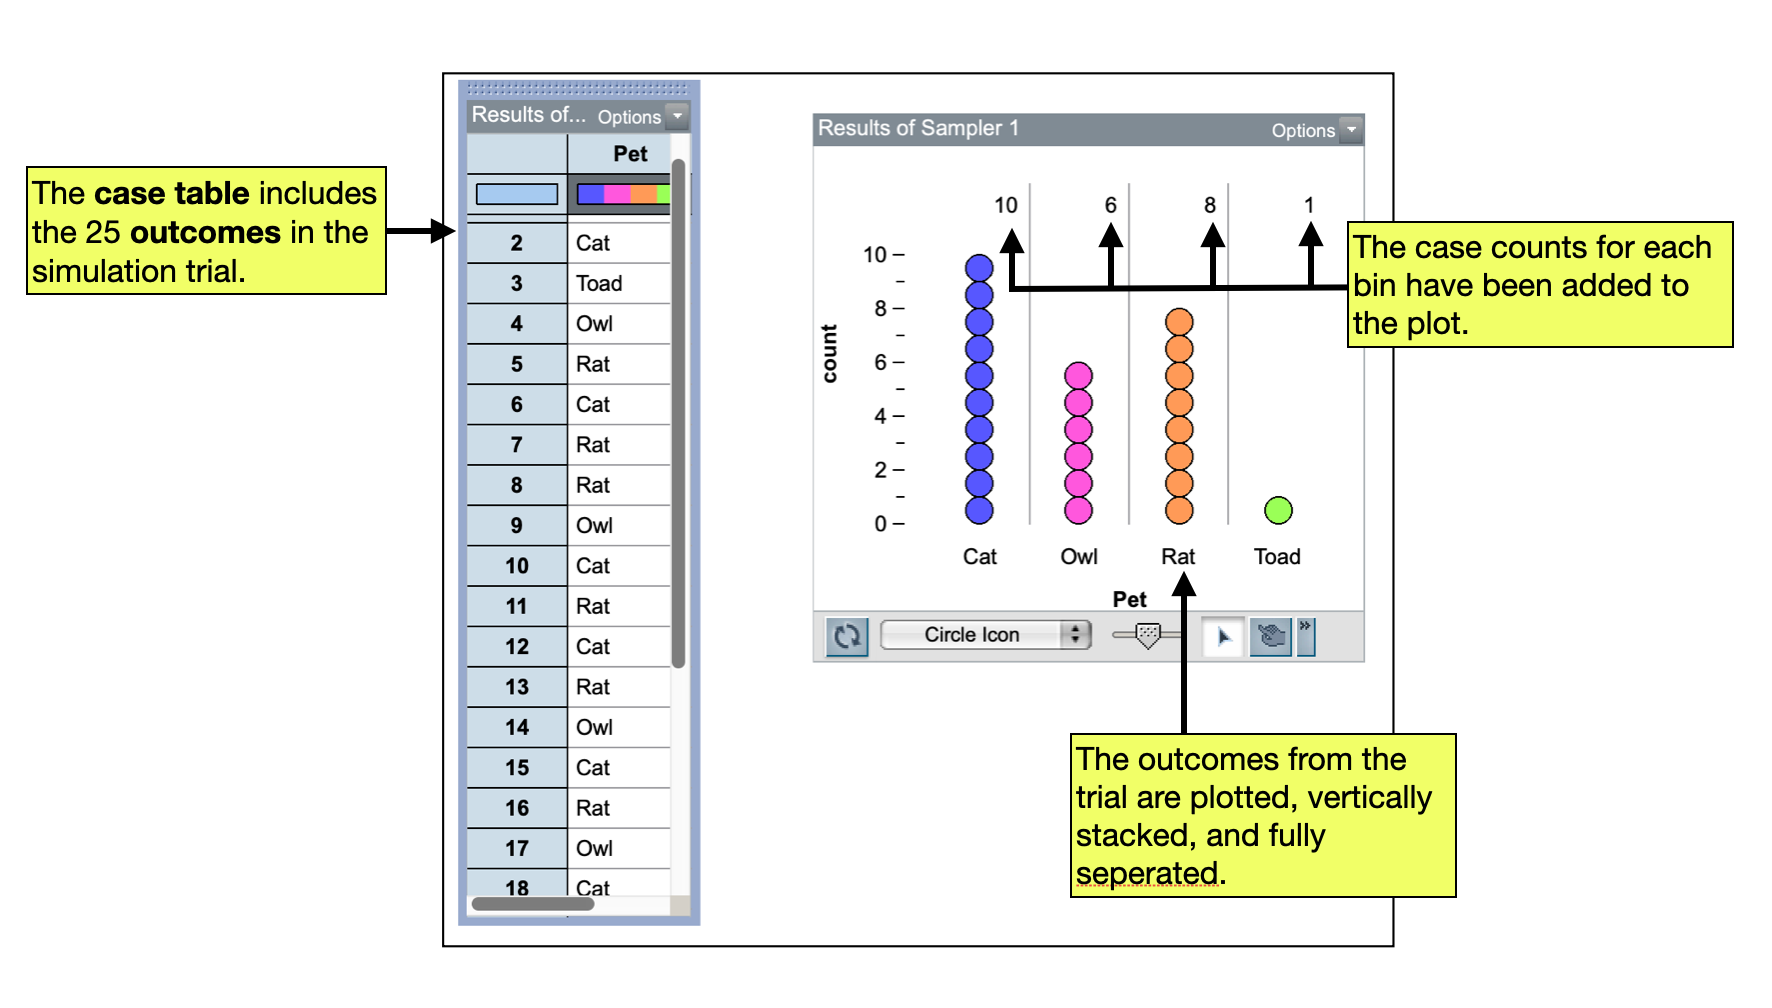 The case table includes
the 25 outcomes in the
simulation trial.
Results of... Options
Pet
2 Cat
3 Toad
4 Owl
5 Rat
6 Cat
7 Rat
8 Rat
9 Owl
10 Cat
11 Rat
12 Cat
13 Rat
14 Owl
15 Cat
16 Rat
17 Owl
18 Cat
Results of Sampler 1 Options
10 6 8 1
10
8
6
4
2
0
count
Cat Owl Rat Toad
Pet
Circle Icon
The case counts for each
bin have been added to
the plot.
The outcomes from the
trial are plotted, vertically
stacked, and fully
seperated.